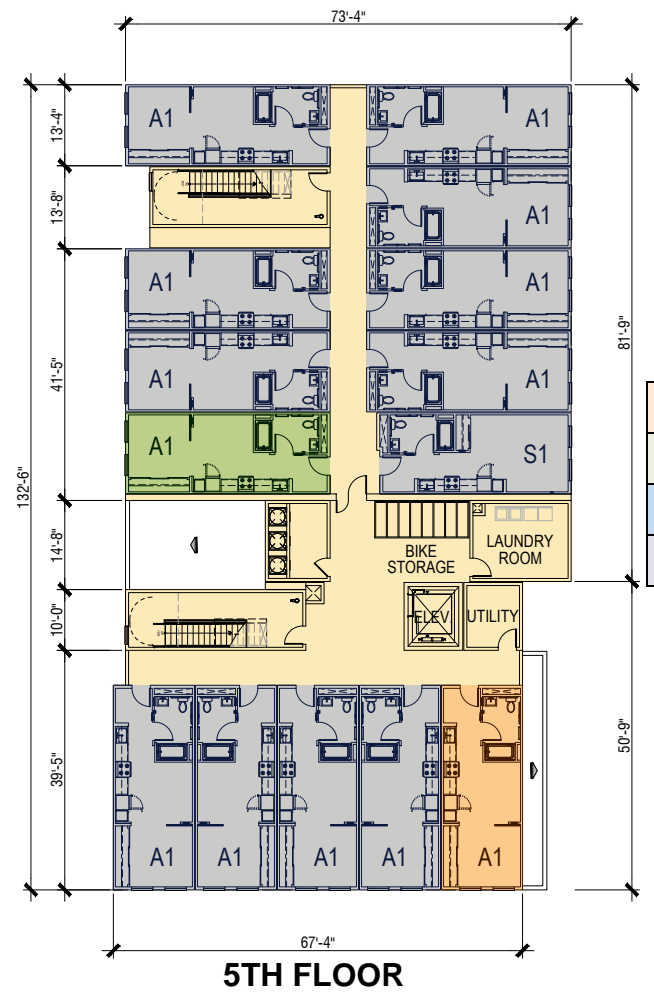 73'-4"
13'-4"
A1
A1
13'-8"
A1
A1
A1
41'-5"
A1
A1
81'-9"
A1
S1
132'-6"
14'-8"
BIKE
STORAGE
LAUNDRY
ROOM
10'-0"
ELEV.
UTILITY
39'-5"
50'-9"
A1
A1
A1
A1
A1
67'-4"
5TH FLOOR